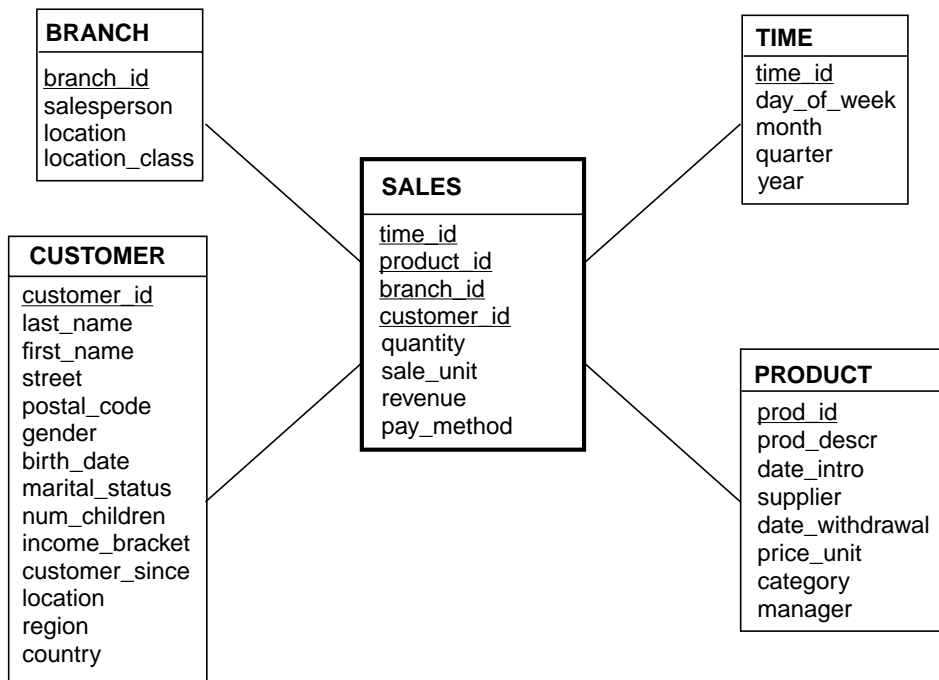 BRANCH
branch_id
salesperson
location
location_class
TIME
time_id
day_of_week
month
quarter
year
SALES
time_id
product_id
branch_id
customer_id
quantity
sale_unit
revenue
pay_method
CUSTOMER
customer_id
last_name
first_name
street
postal_code
gender
birth_date
marital_status
num_children
income_bracket
customer_since
location
region
country
PRODUCT
prod_id
prod_descr
date_intro
supplier
date_withdrawal
price_unit
category
manager